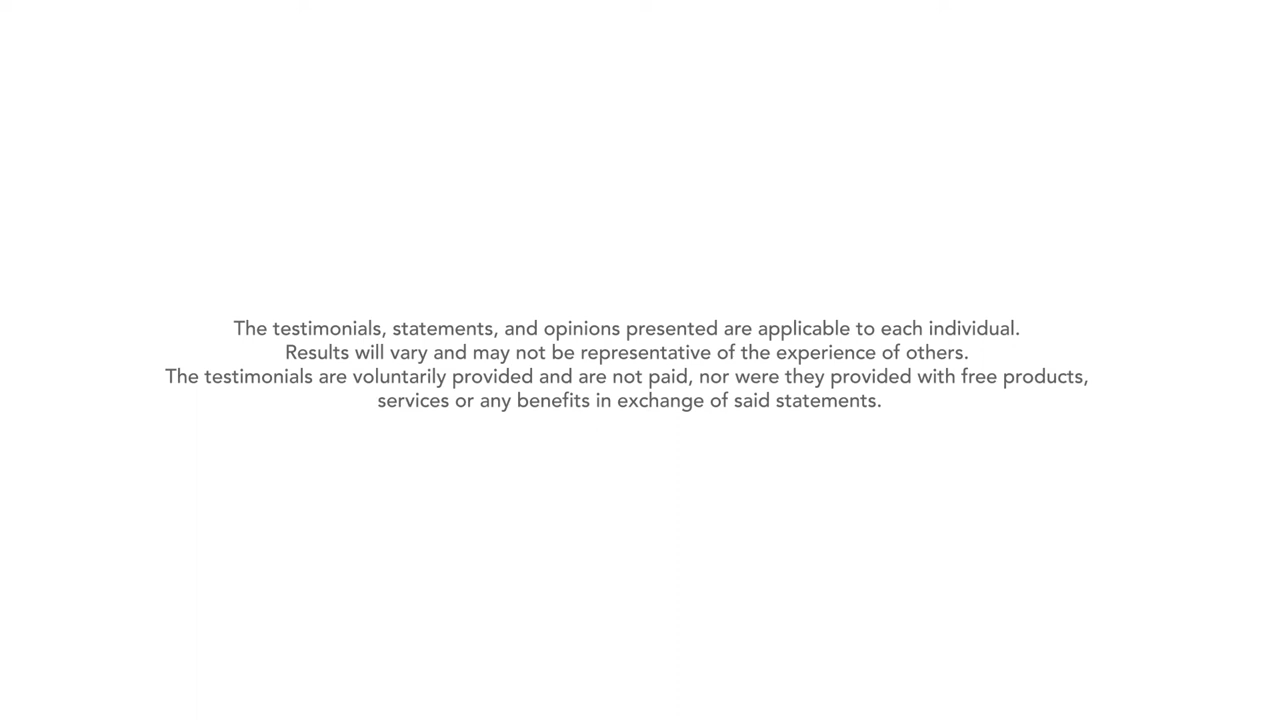 The testimonials, statements, and opinions presented are applicable to each individual.
Results will vary and may not be representative of the experience of others.
The testimonials are voluntarily provided and are not paid, nor were they provided with free products,
services or any benefits in exchange of said statements.